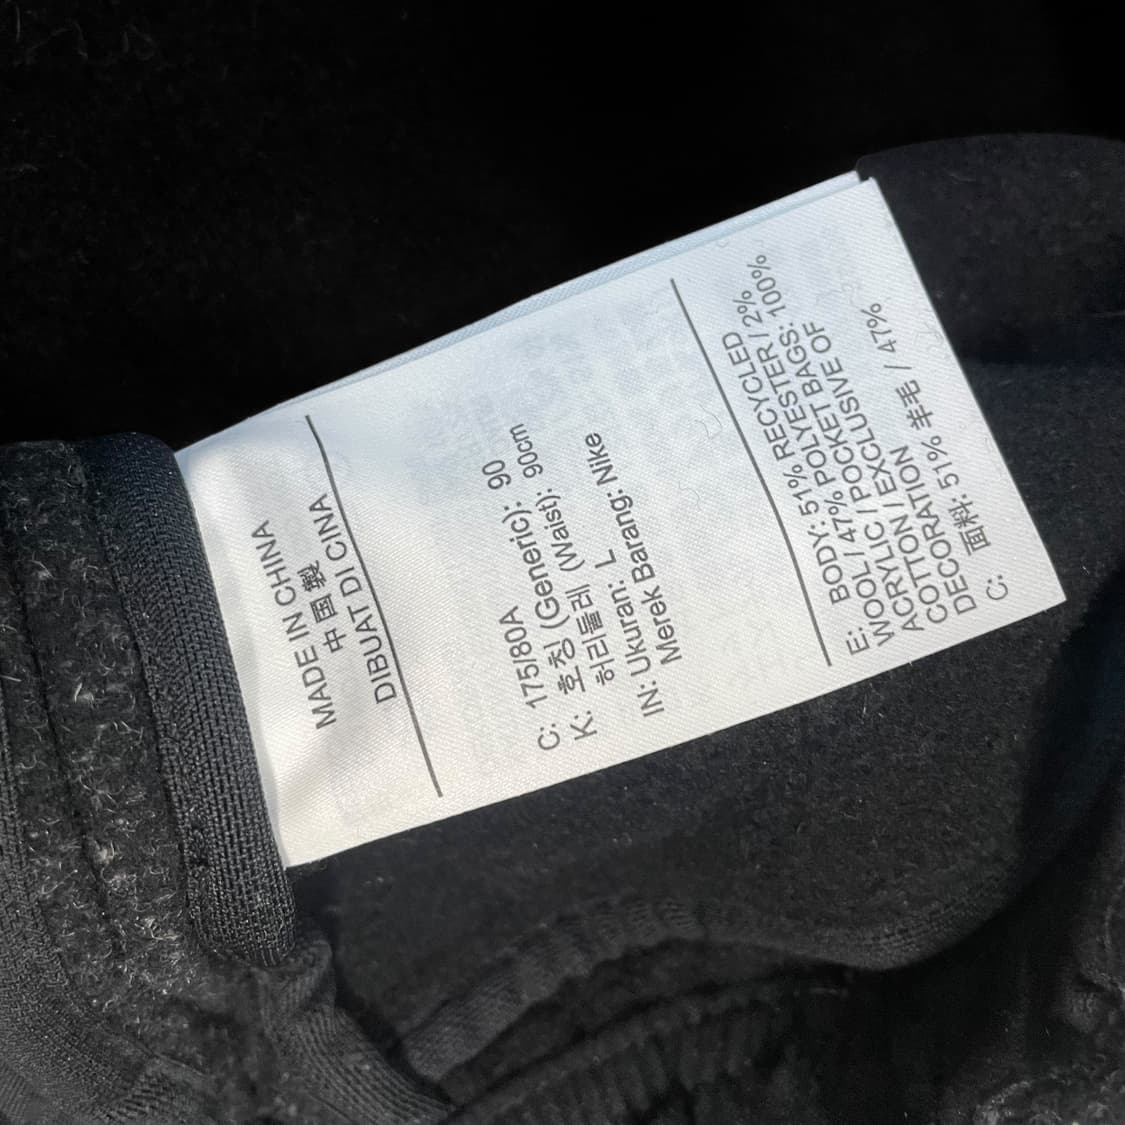 MADE IN CHINA
中国製
DIBUAT DI CINA
C: 175/80A
K: 호칭 (Generic): 90
허리둘레 (Waist): 90cm
IN: Ukuran: L
Merek Barang: Nike
E: BODY: 51% RECYCLED
WOOL / 47% POLYESTER / 2%
ACRYLIC / POCKET BAGS: 100%
COTTON / EXCLUSIVE OF
DECORATION
C: 面料: 51% 羊毛 / 47%